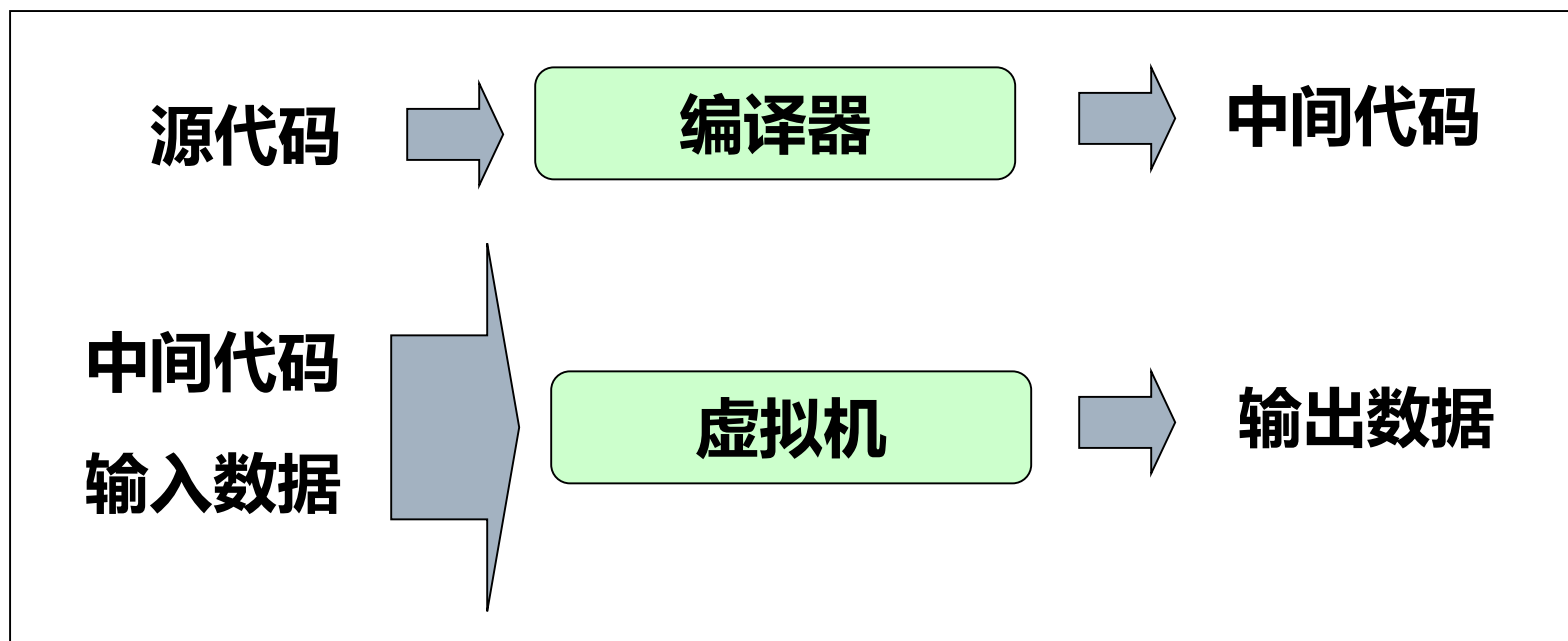 源代码
编译器
中间代码
中间代码
输入数据
虚拟机
输出数据